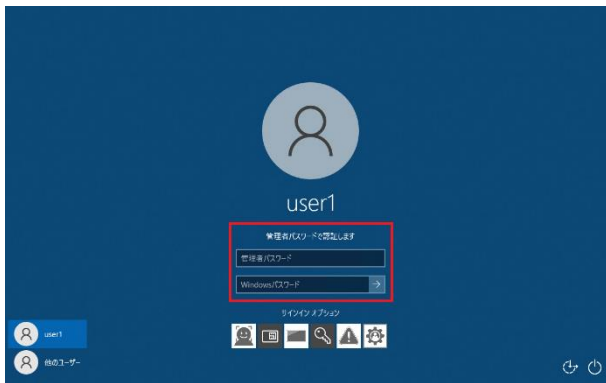 user1
管理者パスワードで認証します
管理者パスワード
Windowsパスワード
サインイン オプション
user1
他のユーザー